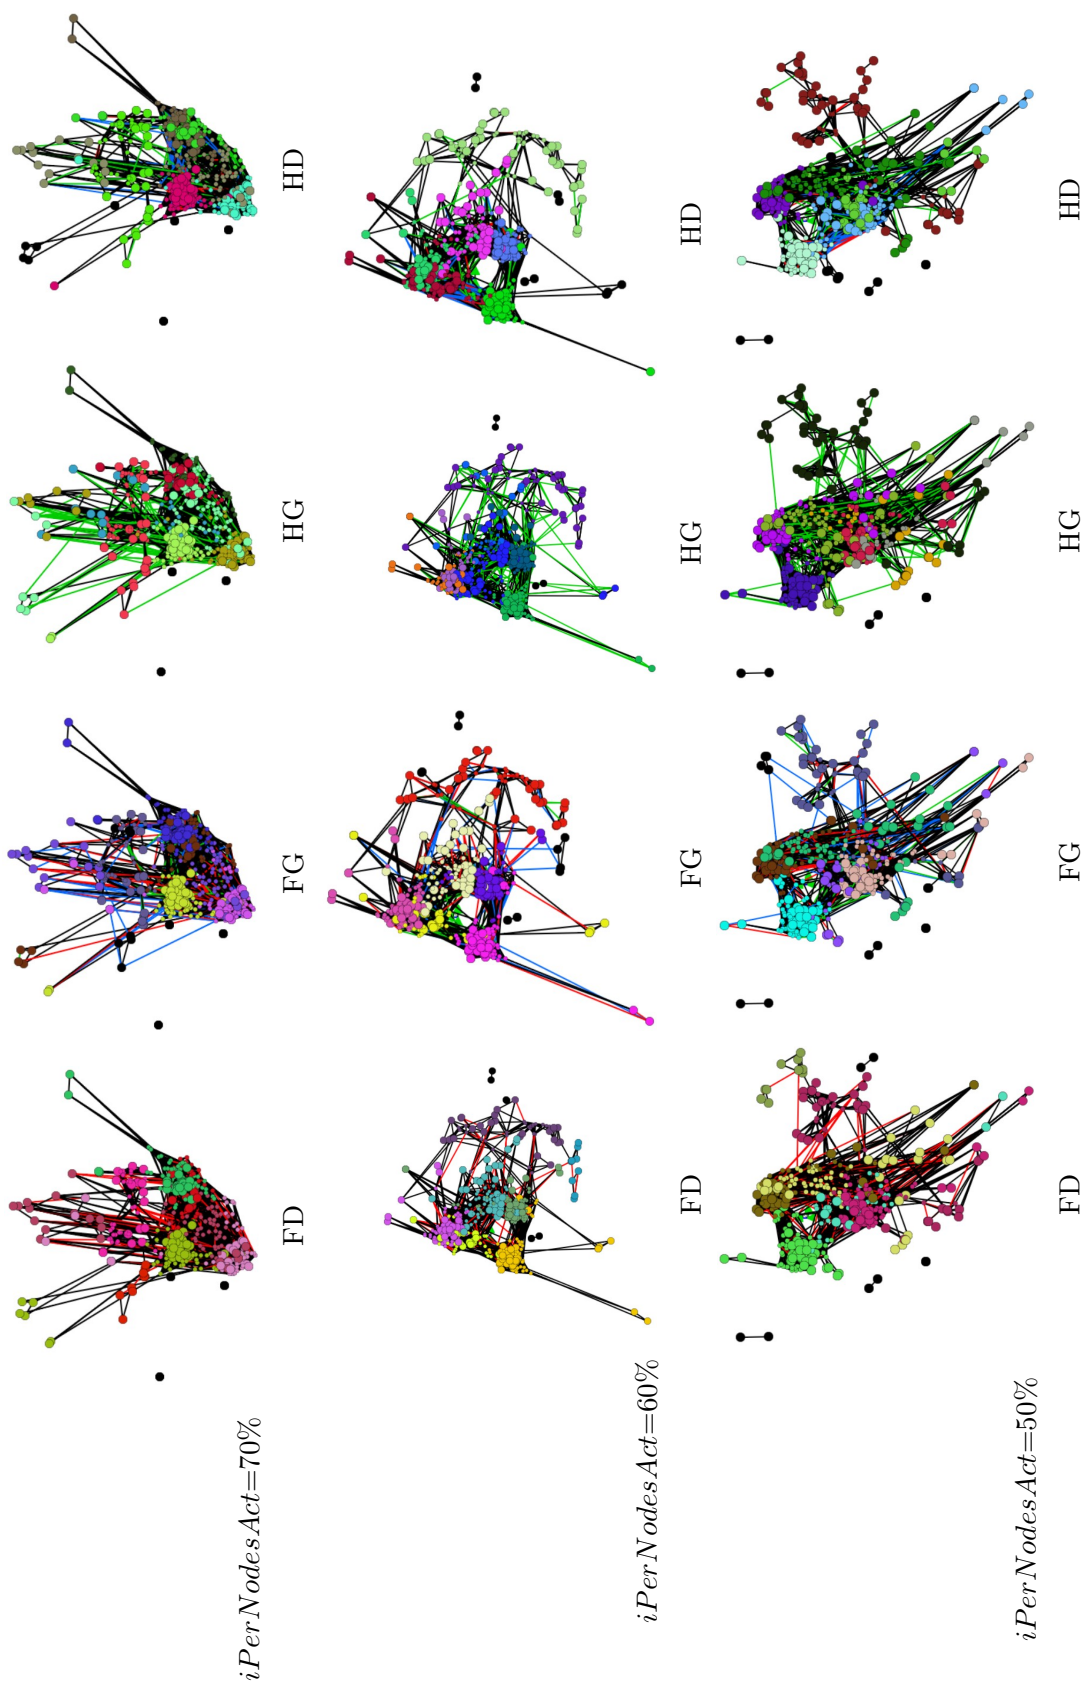 iPerNodesAct=70%
FD
FG
HG
HD
iPerNodesAct=60%
FD
FG
HG
HD
iPerNodesAct=50%
FD
FG
HG
HD